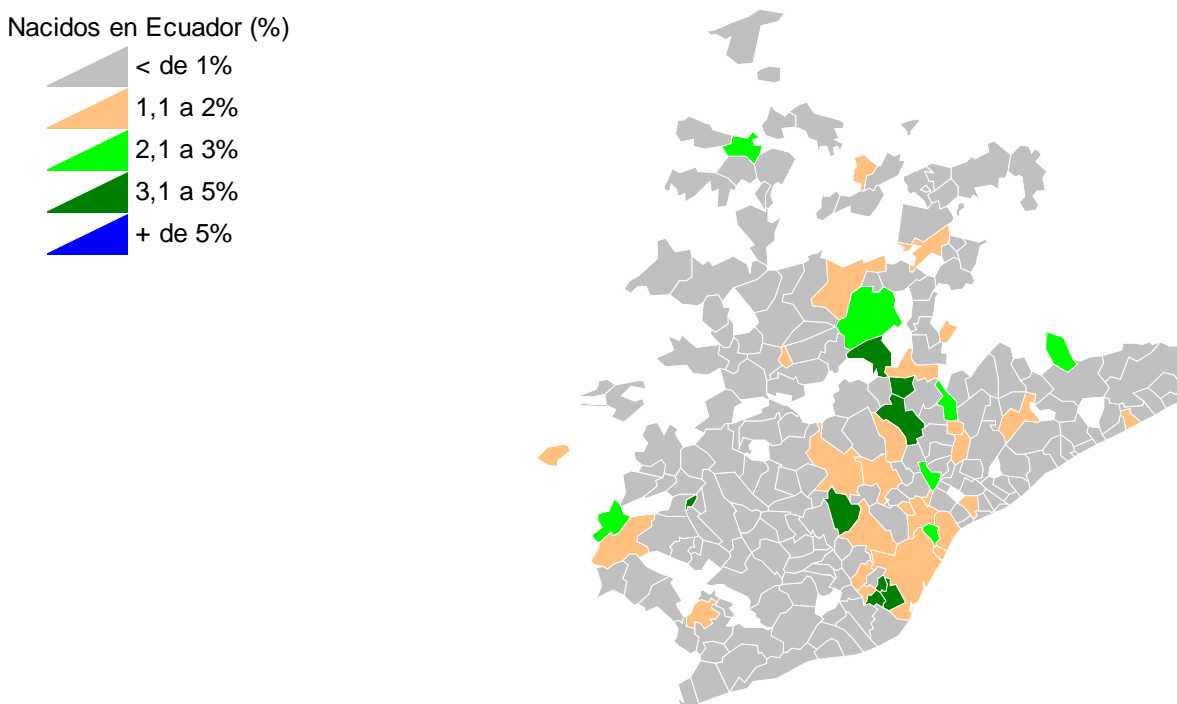 Nacidos en Ecuador (%)
< de 1%
1,1 a 2%
2,1 a 3%
3,1 a 5%
+ de 5%